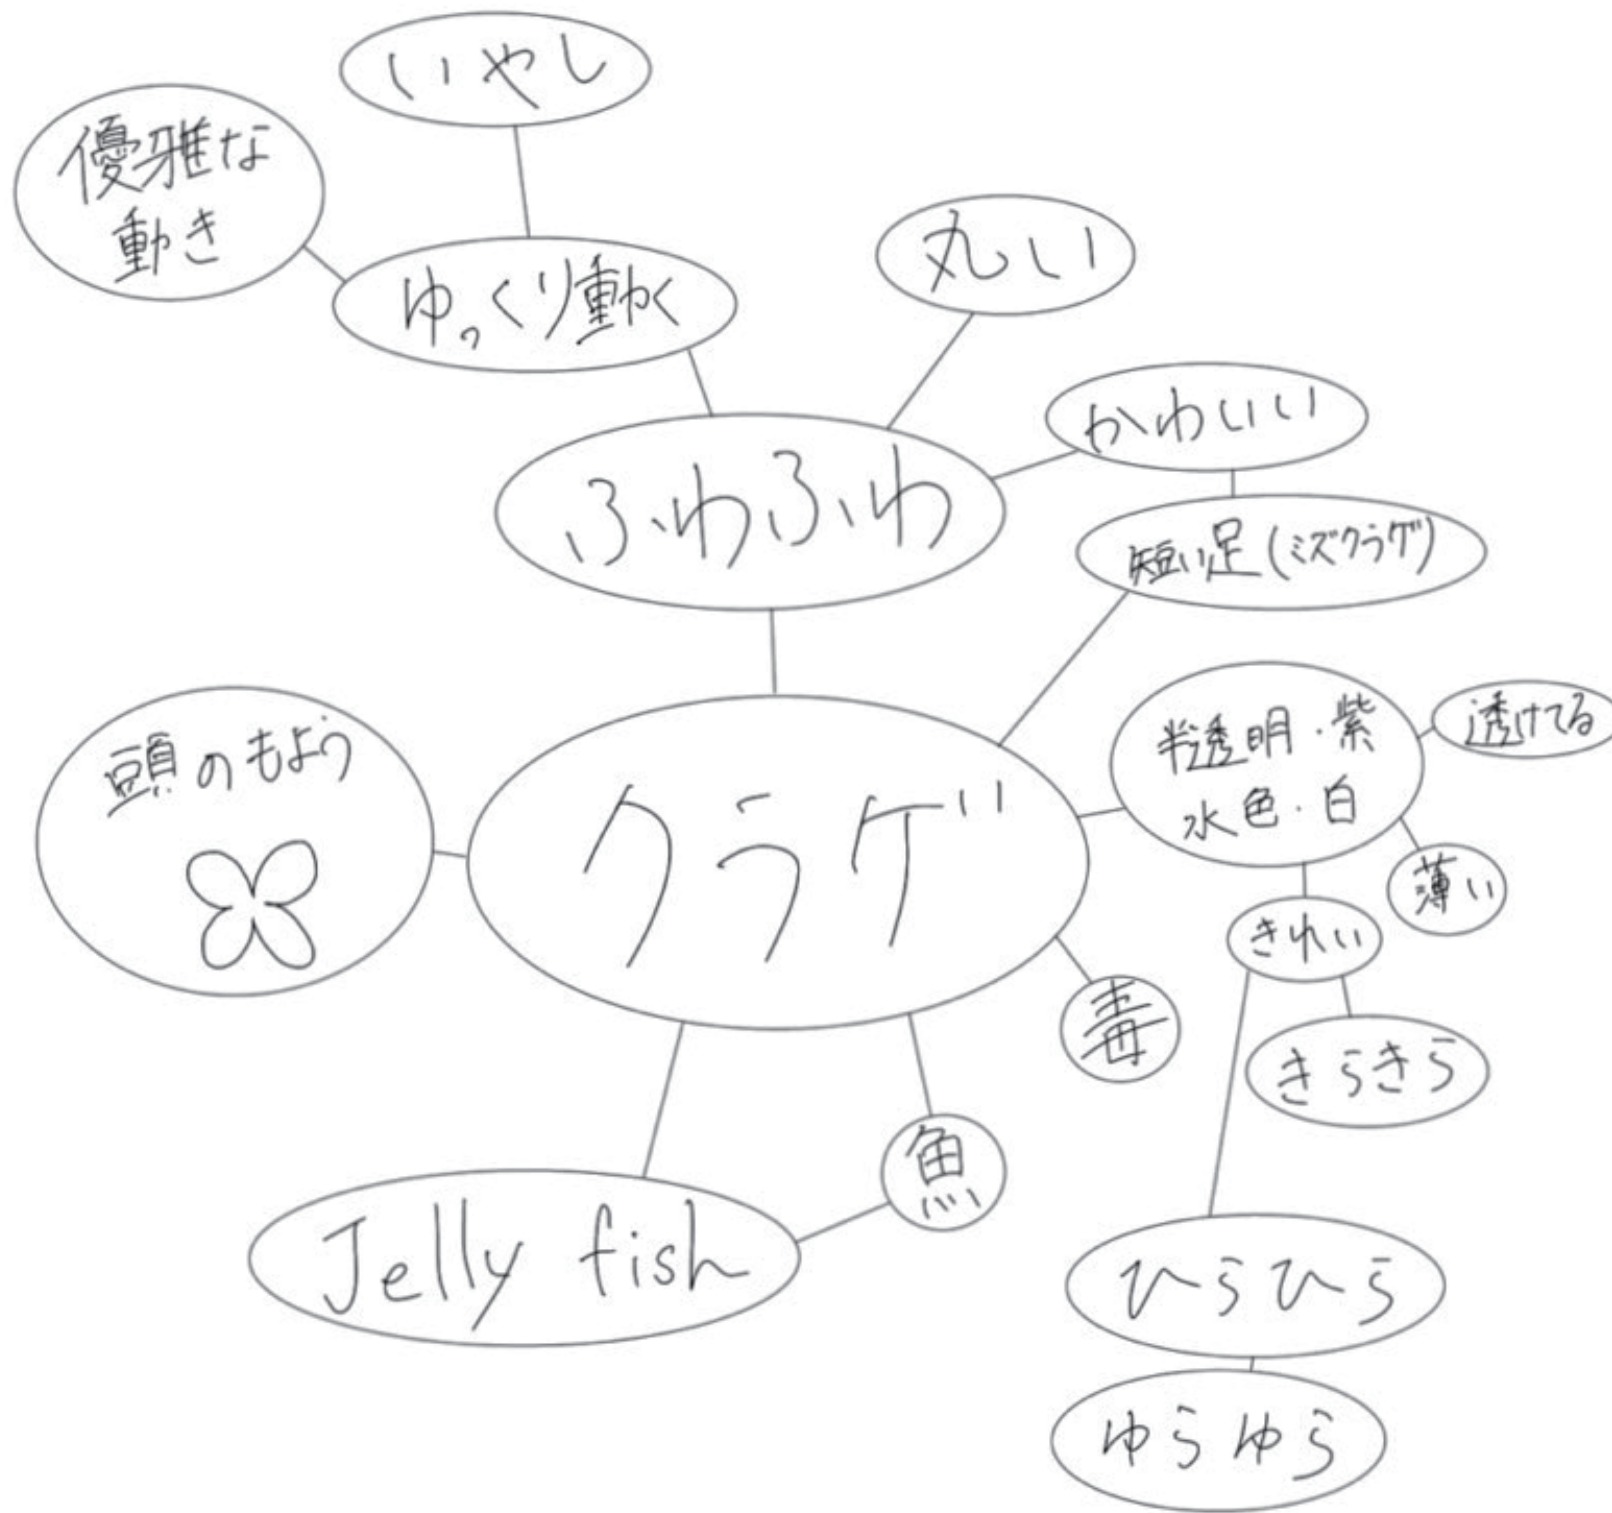 いやし
優雅な
動き
ゆっくり動く
丸い
かわいい
ふわふわ
短い足(ミズクラゲ)
頭のもよう
クラゲ
半透明・紫
水色・白
透けてる
薄い
きれい
毒
きらきら
魚
Jelly fish
ひらひら
ゆらゆら